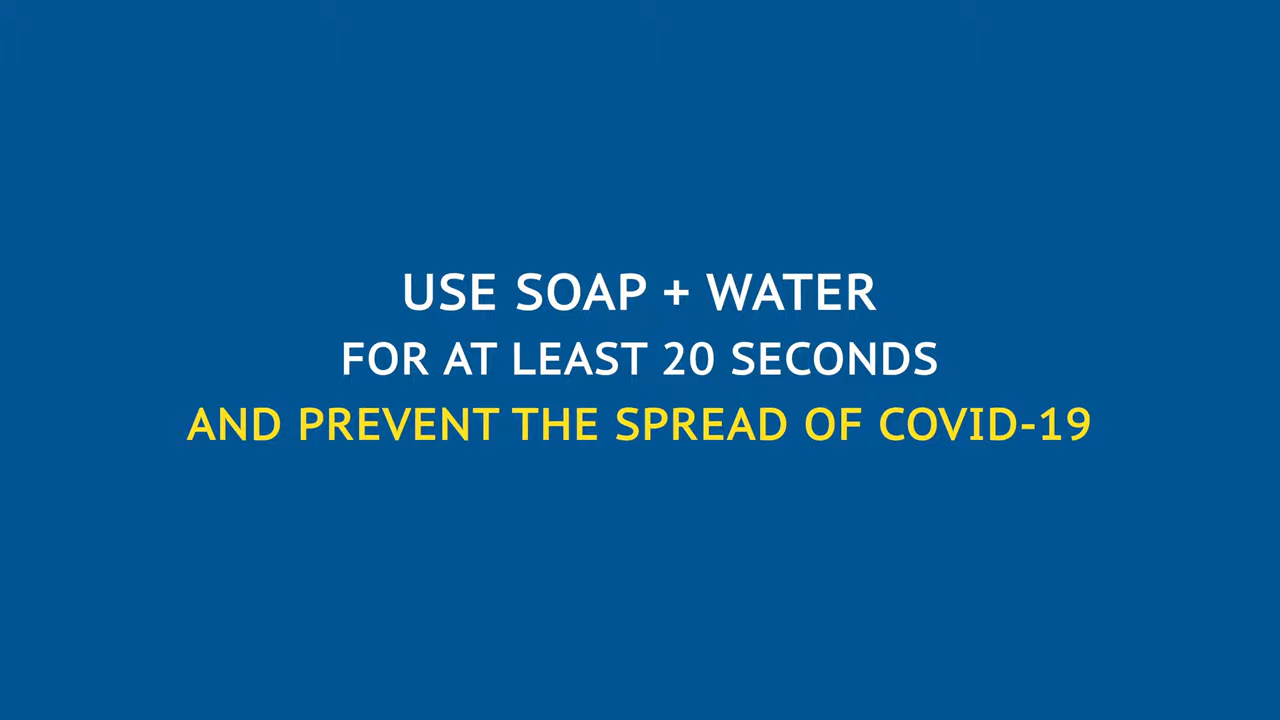 USE SOAP + WATER
FOR AT LEAST 20 SECONDS
AND PREVENT THE SPREAD OF COVID-19